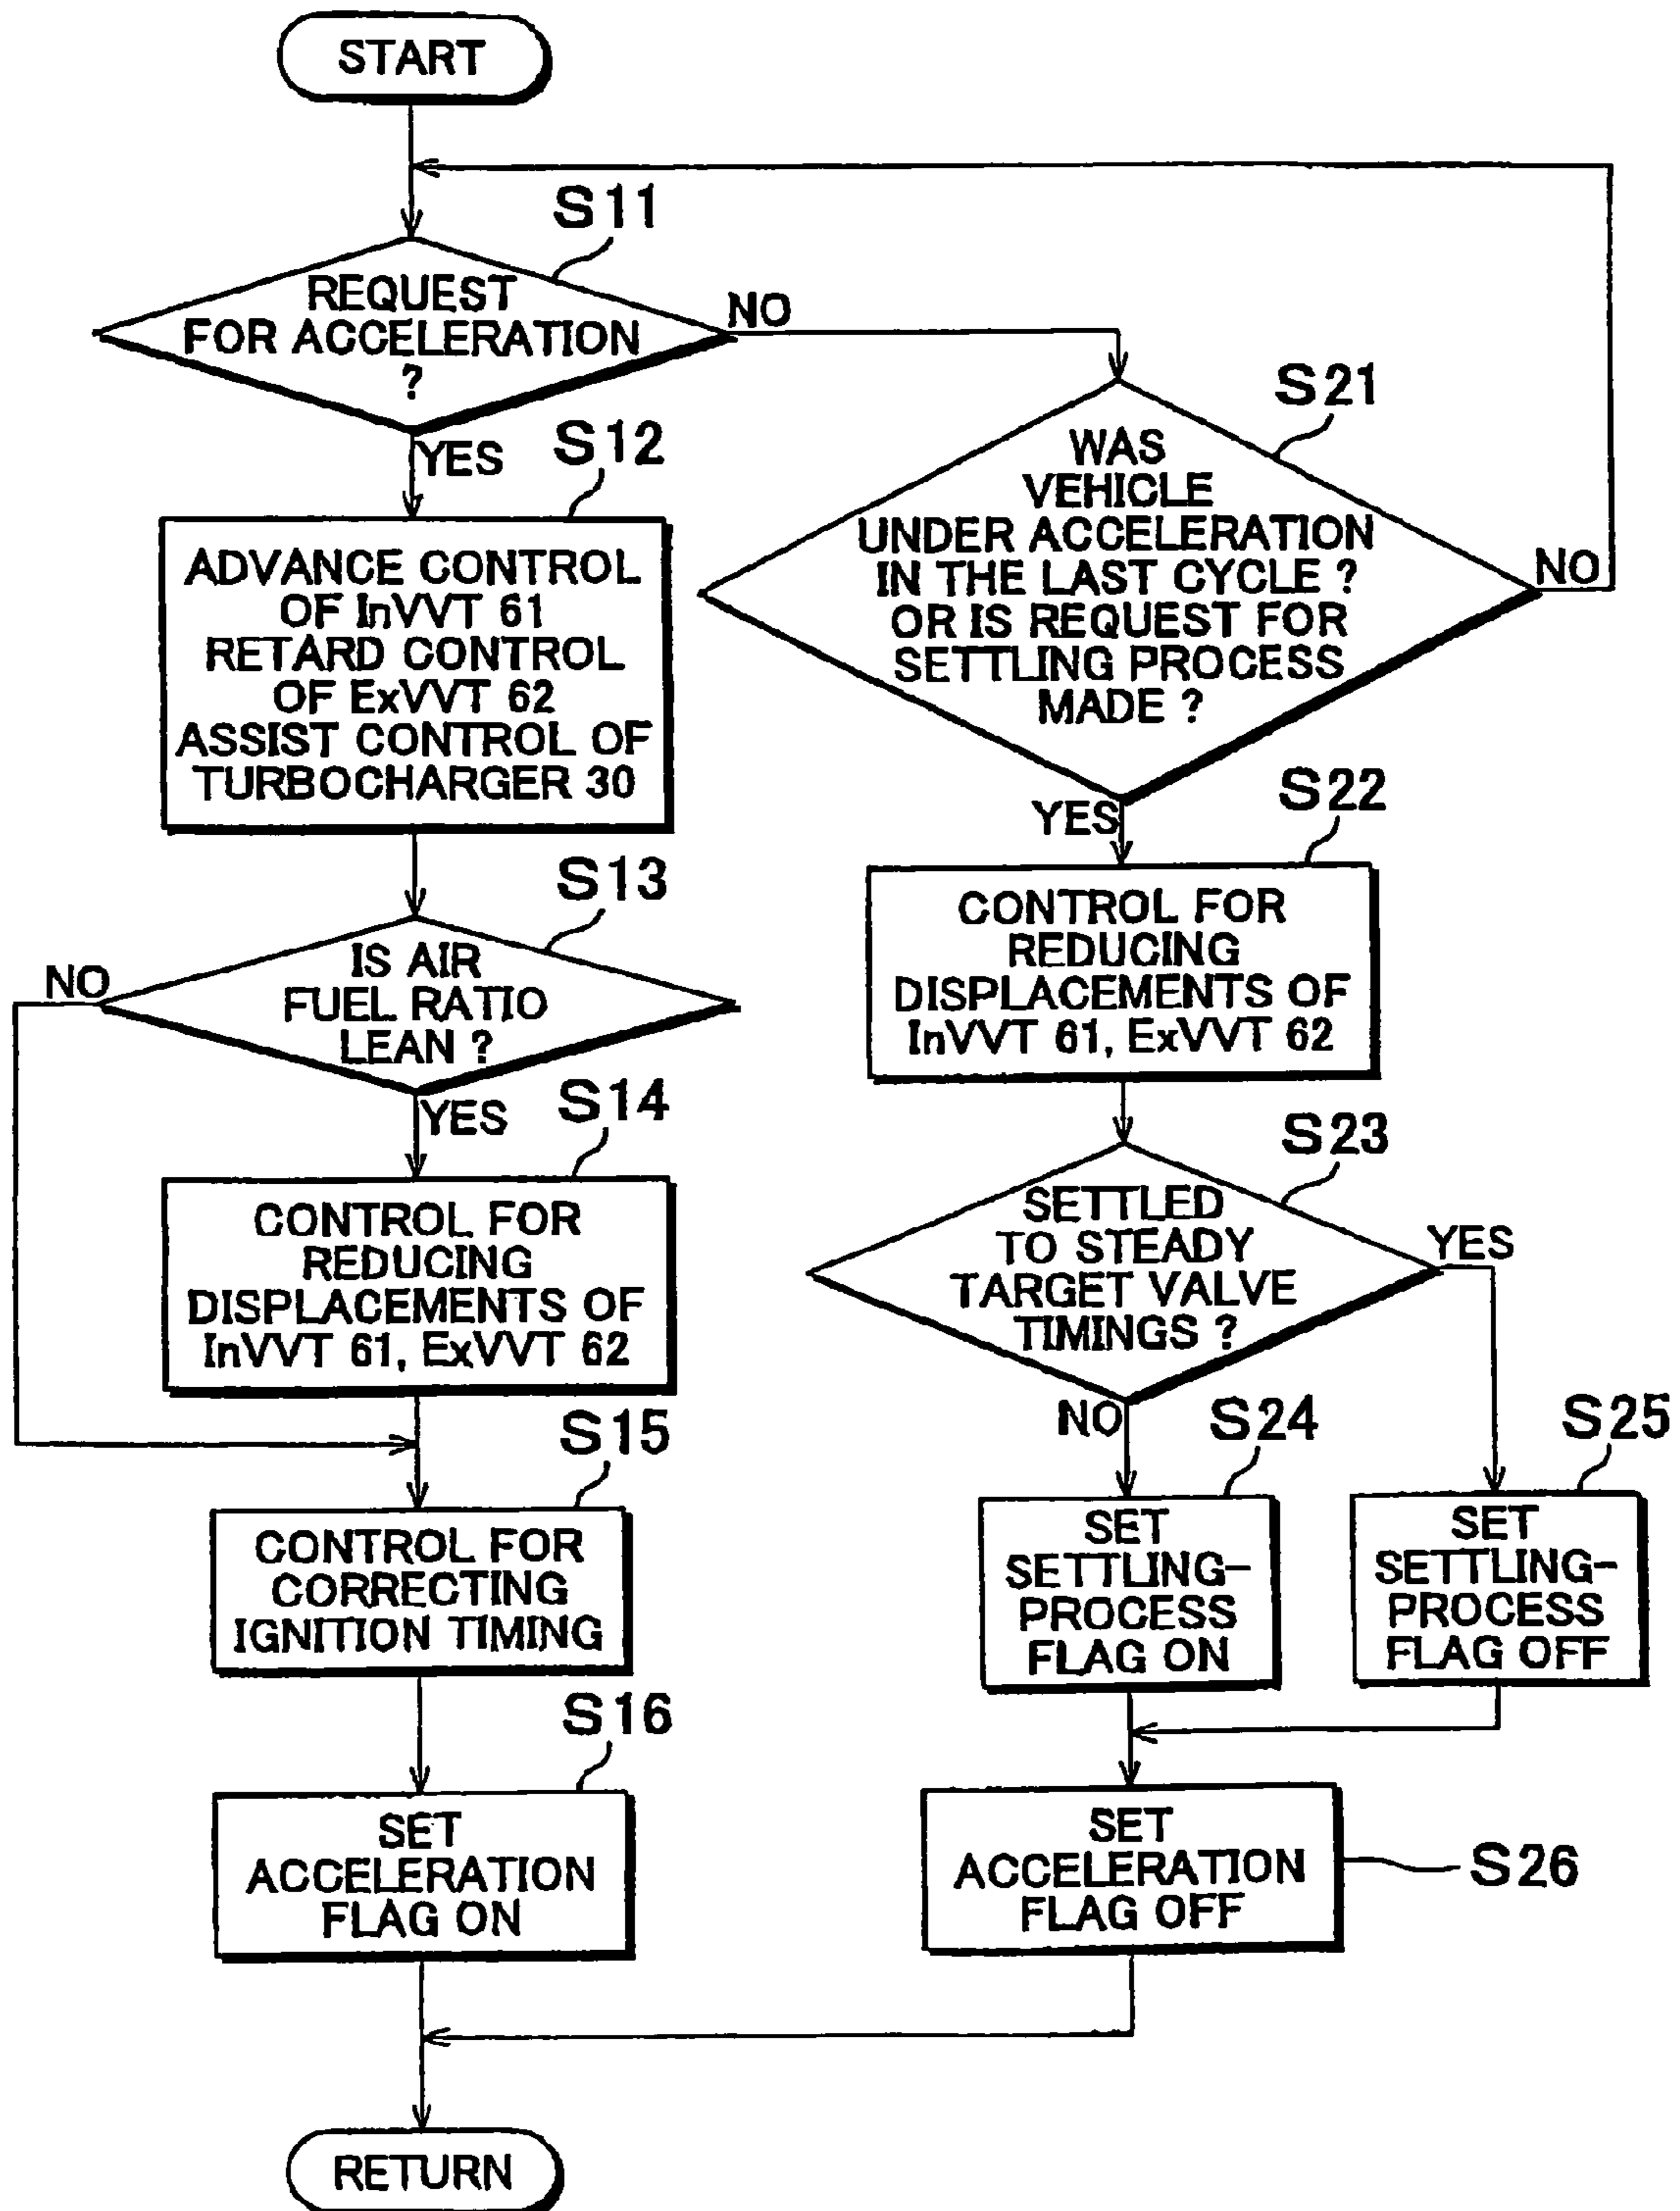 START
S11
REQUEST
FOR ACCELERATION
?
NO
YES
S12
ADVANCE CONTROL
OF InVVT 61
RETARD CONTROL
OF ExVVT 62
ASSIST CONTROL OF
TURBOCHARGER 30
S13
IS AIR
FUEL RATIO
LEAN ?
NO
YES
S14
CONTROL FOR
REDUCING
DISPLACEMENTS OF
InVVT 61, ExVVT 62
S15
CONTROL FOR
CORRECTING
IGNITION TIMING
S16
SET
ACCELERATION
FLAG ON
S21
WAS
VEHICLE
UNDER ACCELERATION
IN THE LAST CYCLE ?
OR IS REQUEST FOR
SETTLING PROCESS
MADE ?
NO
YES
S22
CONTROL FOR
REDUCING
DISPLACEMENTS OF
InVVT 61, ExVVT 62
S23
SETTLED
TO STEADY
TARGET VALVE
TIMINGS ?
YES
NO
S24
SET
SETTLING-
PROCESS
FLAG ON
S25
SET
SETTLING-
PROCESS
FLAG OFF
SET
ACCELERATION
FLAG OFF
S26
RETURN